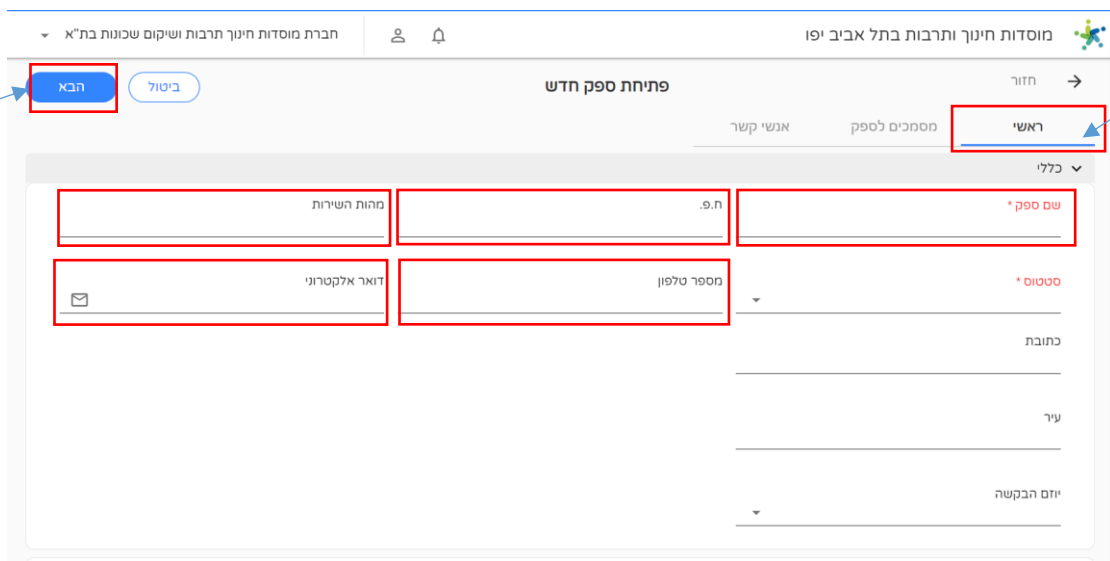 מוסדות חינוך ותרבות בתל אביב יפו
חברת מוסדות חינוך תרבות ושיקום שכונות בת"א
חזור
פתיחת ספק חדש
ביטול
הבא
ראשי
מסמכים לספק
אנשי קשר
כללי
שם ספק *
ח.פ.
מהות השירות
סטטוס *
מספר טלפון
דואר אלקטרוני
כתובת
עיר
יוזם הבקשה